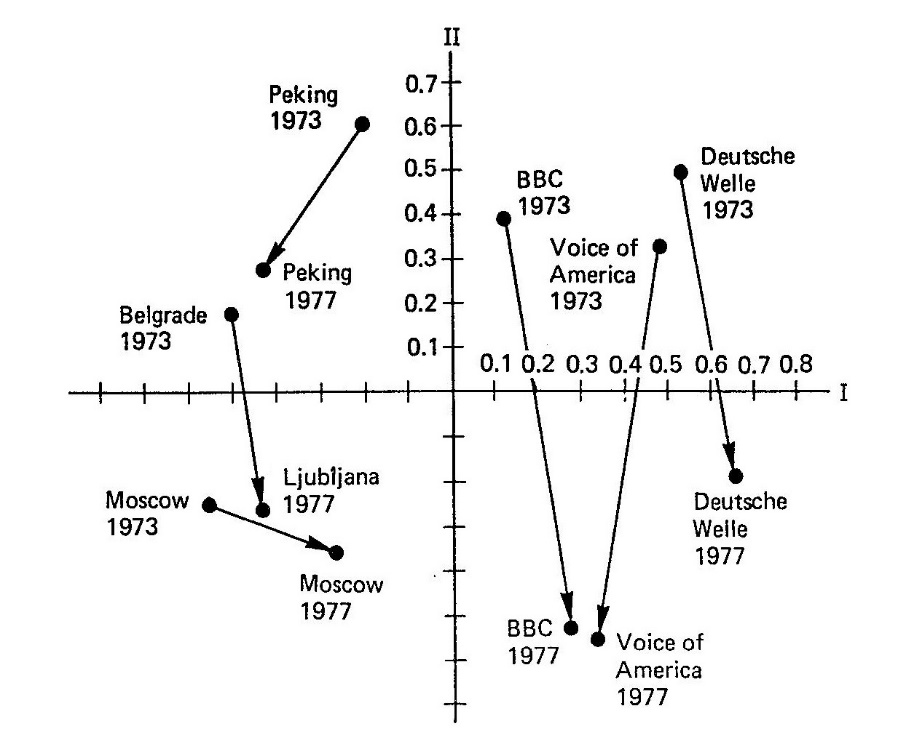 II
0.7
0.6
0.5
0.4
0.3
0.2
0.1
Peking
1973
Peking
1977
Belgrade
1973
Ljubljana
1977
Moscow
1973
Moscow
1977
BBC
1973
Voice of
America
1973
Deutsche
Welle
1973
0.1 0.2 0.3 0.4 0.5 0.6 0.7 0.8
I
Deutsche
Welle
1977
BBC
1977
Voice of
America
1977